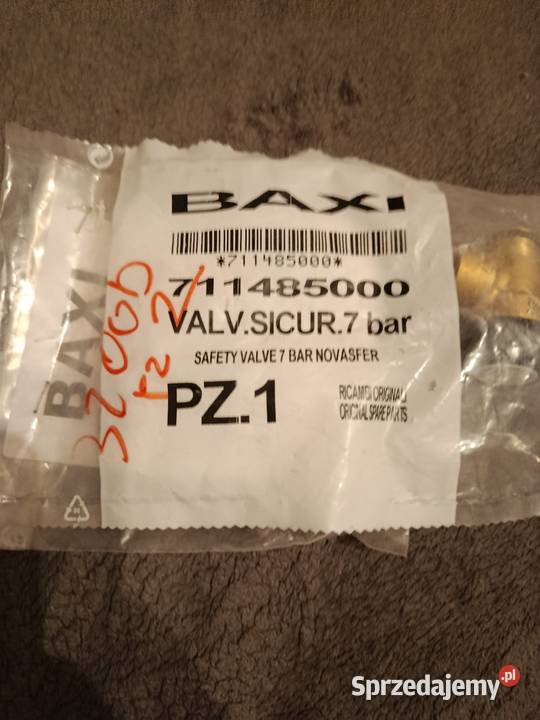 BAXI
*711485000*
711485000
VALV.SICUR.7 bar
SAFETY VALVE 7 BAR NOVASFER
PZ.1
RICAMBI ORIGINALI
ORIGINAL SPARE PARTS
BAXI
Sprzedajemy.pl